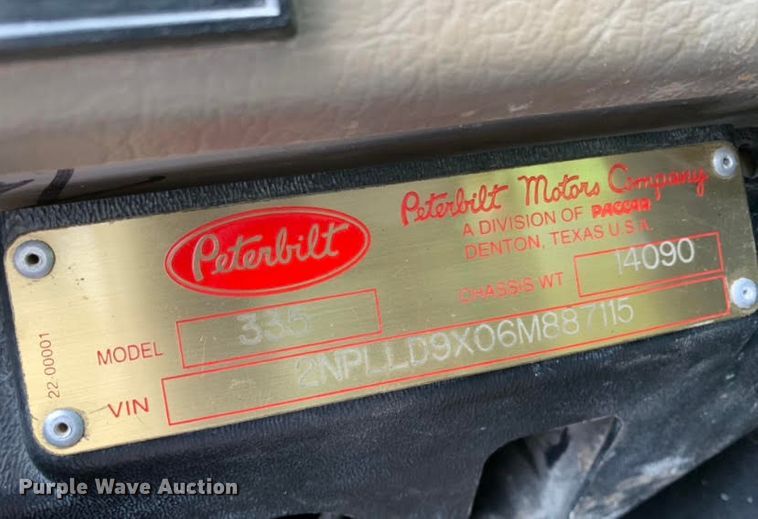 Peterbilt
Peterbilt Motors Company
A DIVISION OF PACCAR
DENTON, TEXAS U.S.A.
MODEL 335
CHASSIS WT 14090
VIN 2NPLLD9X06M887115
22 00001
Purple Wave Auction